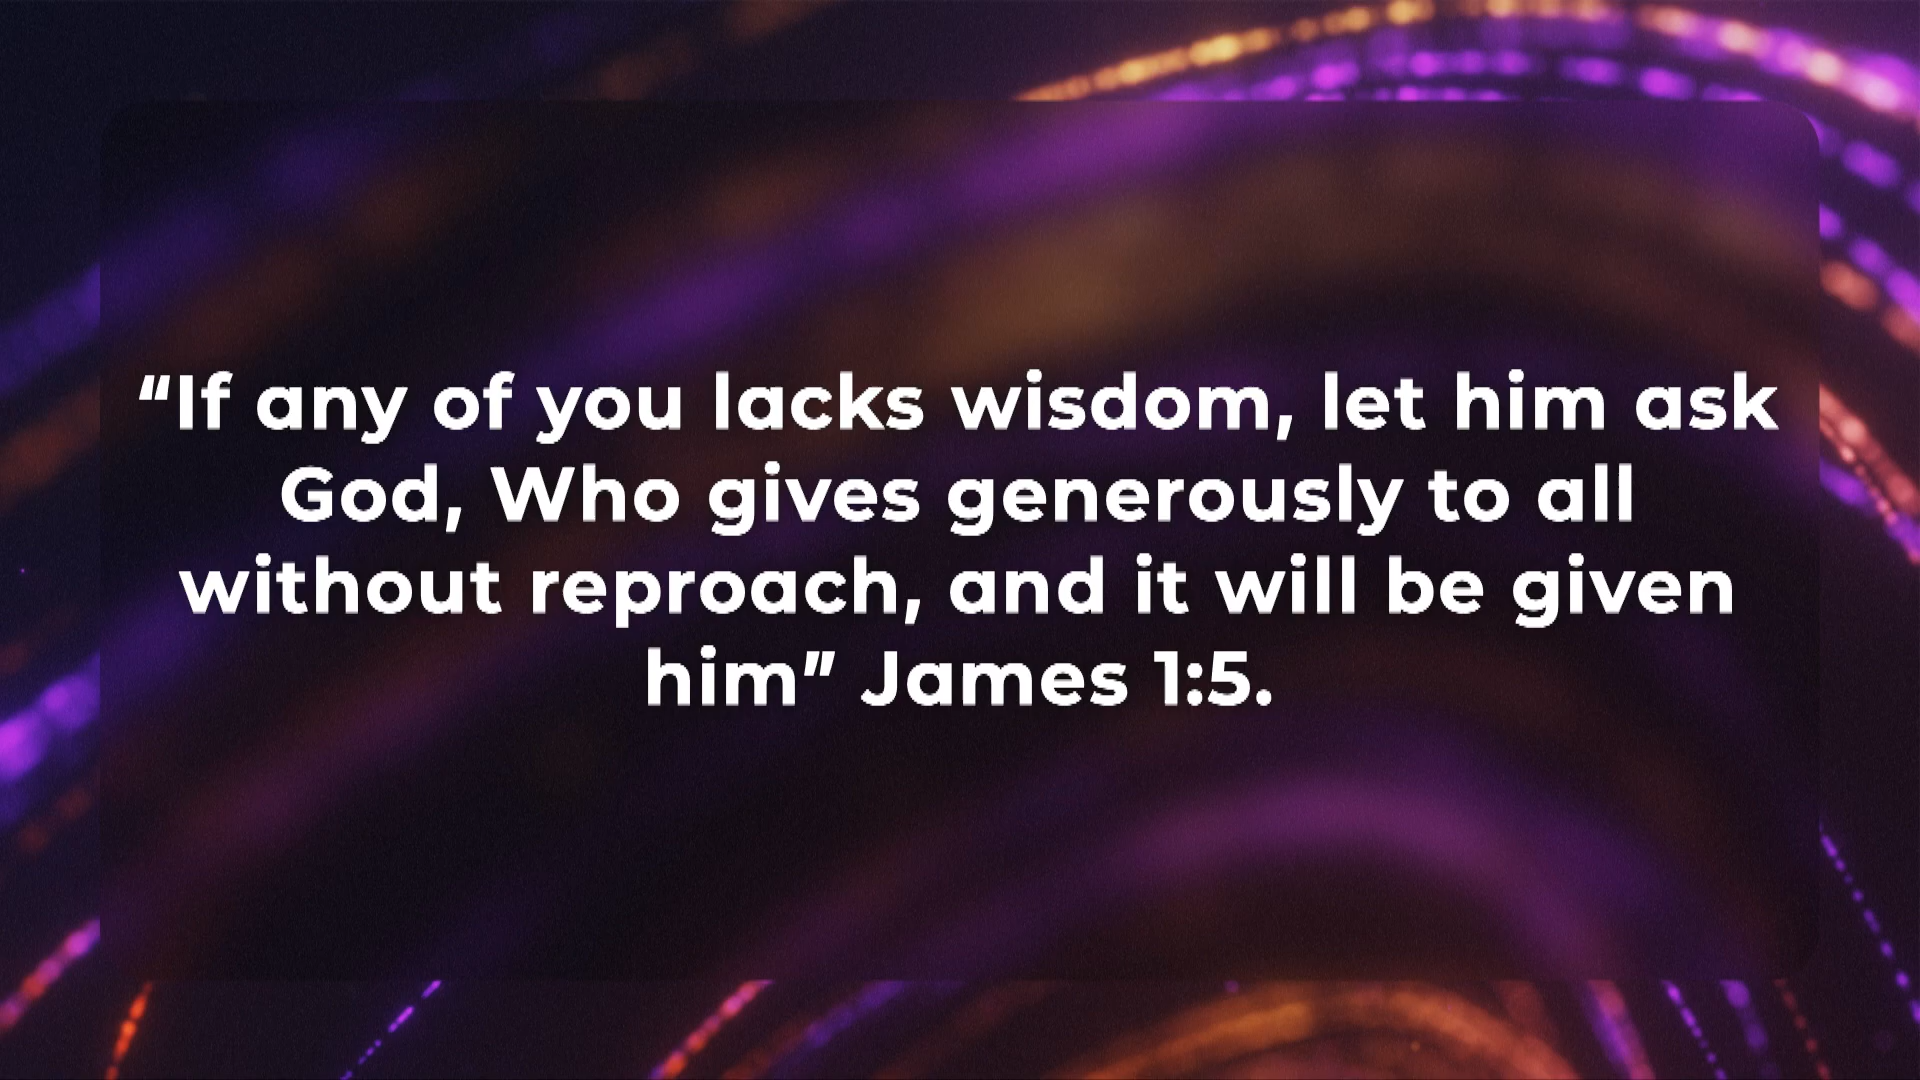 “If any of you lacks wisdom, let him ask
God, Who gives generously to all
without reproach, and it will be given
him” James 1:5.